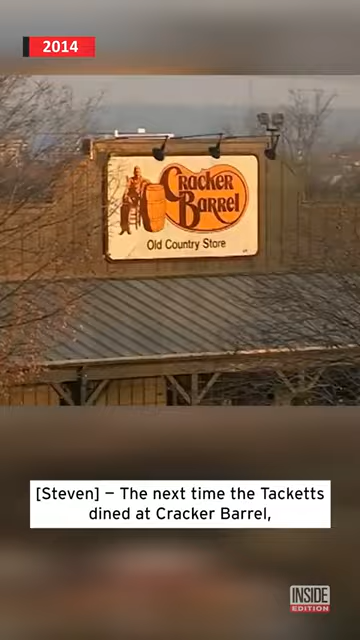 2014
Cracker
Barrel
Old Country Store
[Steven] – The next time the Tacketts
dined at Cracker Barrel,
INSIDE
EDITION